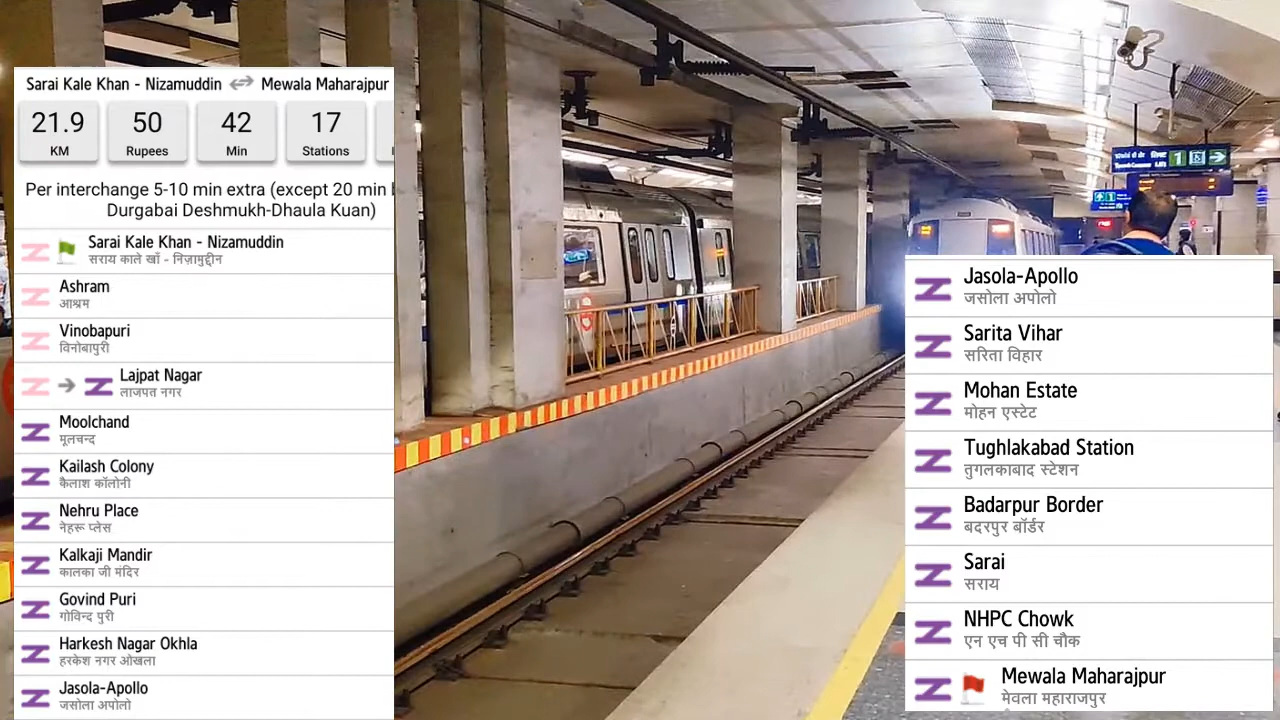 Sarai Kale Khan - Nizamuddin ⇔ Mewala Maharajpur
21.9 50 42 17
KM Rupees Min Stations
Per interchange 5-10 min extra (except 20 min
Durgabai Deshmukh-Dhaula Kuan)
Sarai Kale Khan - Nizamuddin
सराय काले खाँ - निज़ामुद्दीन
Ashram
आश्रम
Vinobapuri
विनोबापुरी
→ Lajpat Nagar
लाजपत नगर
Moolchand
मूलचन्द
Kailash Colony
कैलाश कॉलोनी
Nehru Place
नेहरू प्लेस
Kalkaji Mandir
कालका जी मंदिर
Govind Puri
गोविन्द पुरी
Harkesh Nagar Okhla
हरकेश नगर ओखला
Jasola-Apollo
जसोला अपोलो
1
1
Jasola-Apollo
जसोला अपोलो
Sarita Vihar
सरिता विहार
Mohan Estate
मोहन एस्टेट
Tughlakabad Station
तुगलकाबाद स्टेशन
Badarpur Border
बदरपुर बॉर्डर
Sarai
सराय
NHPC Chowk
एन एच पी सी चौक
Mewala Maharajpur
मेवला महाराजपुर